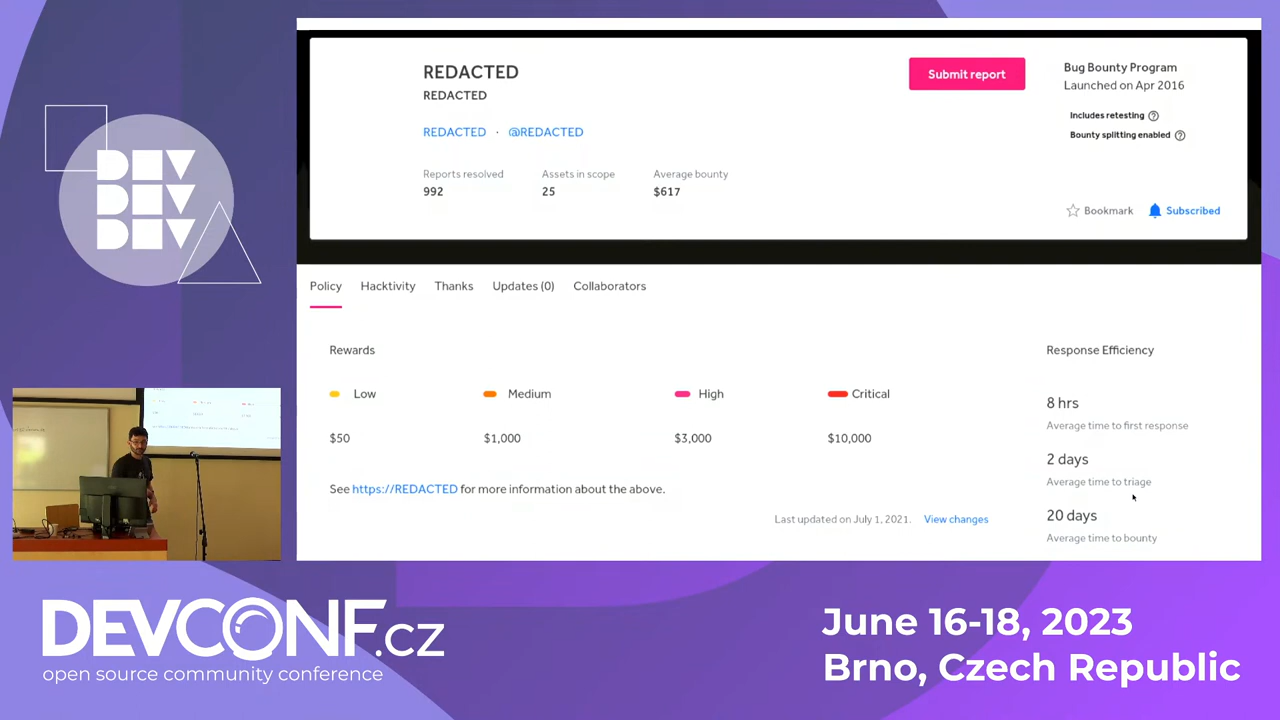 DEV
DEV
DEV
REDACTED
REDACTED
REDACTED · @REDACTED
Reports resolved
992
Assets in scope
25
Average bounty
$617
Submit report
Bug Bounty Program
Launched on Apr 2016
Includes retesting
Bounty splitting enabled
Bookmark
Subscribed
Policy Hacktivity Thanks Updates (0) Collaborators
Rewards
Low Medium High Critical
$50 $1,000 $3,000 $10,000
See https://REDACTED for more information about the above.
Last updated on July 1, 2021. View changes
Response Efficiency
8 hrs
Average time to first response
2 days
Average time to triage
20 days
Average time to bounty
DEVCONF.cz
open source community conference
June 16-18, 2023
Brno, Czech Republic